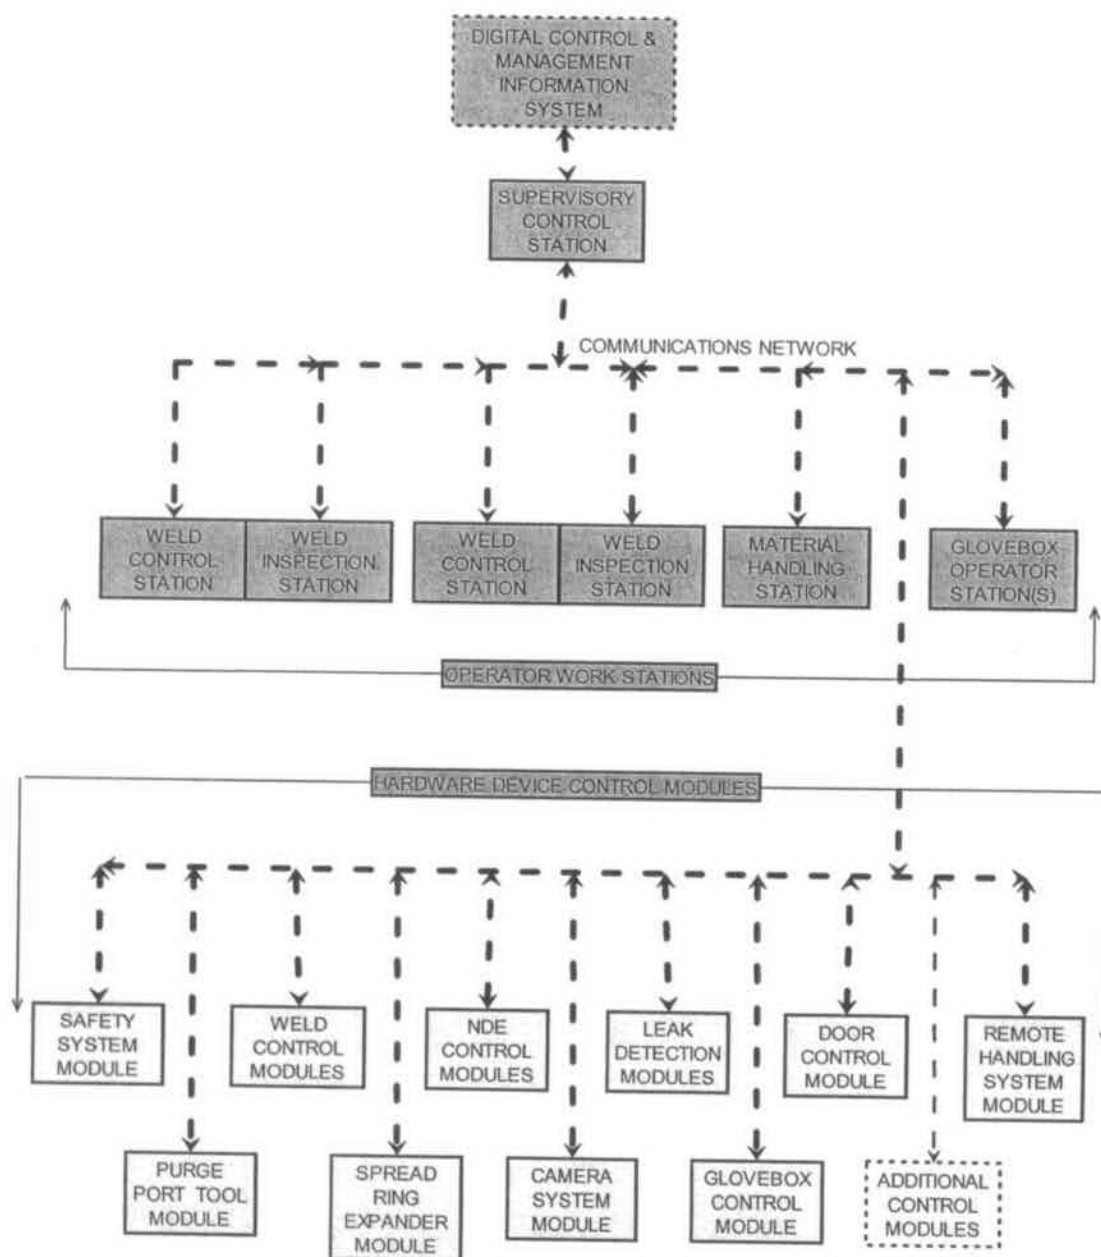 DIGITAL CONTROL &
MANAGEMENT
INFORMATION
SYSTEM
SUPERVISORY
CONTROL
STATION
COMMUNICATIONS NETWORK
WELD
CONTROL
STATION
WELD
INSPECTION
STATION
WELD
CONTROL
STATION
WELD
INSPECTION
STATION
MATERIAL
HANDLING
STATION
GLOVEBOX
OPERATOR
STATION(S)
OPERATOR WORK STATIONS
HARDWARE DEVICE CONTROL MODULES
SAFETY
SYSTEM
MODULE
WELD
CONTROL
MODULES
NDE
CONTROL
MODULES
LEAK
DETECTION
MODULES
DOOR
CONTROL
MODULE
REMOTE
HANDLING
SYSTEM
MODULE
PURGE
PORT TOOL
MODULE
SPREAD
RING
EXPANDER
MODULE
CAMERA
SYSTEM
MODULE
GLOVEBOX
CONTROL
MODULE
ADDITIONAL
CONTROL
MODULES